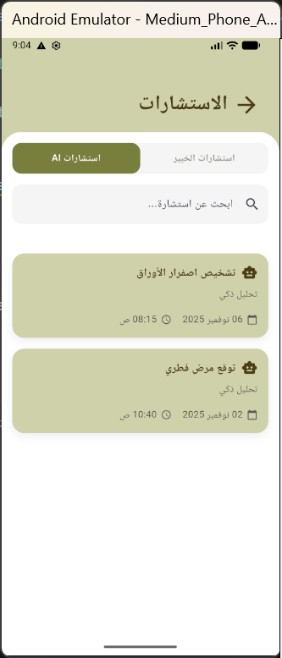 Android Emulator - Medium_Phone_A...
9:04
الاستشارات
استشارات الخبير
استشارات AI
ابحث عن استشارة...
تشخيص اصفرار الأوراق
تحليل ذكي
06 نوفمبر 2025 08:15 ص
توقع مرض فطري
تحليل ذكي
02 نوفمبر 2025 10:40 ص